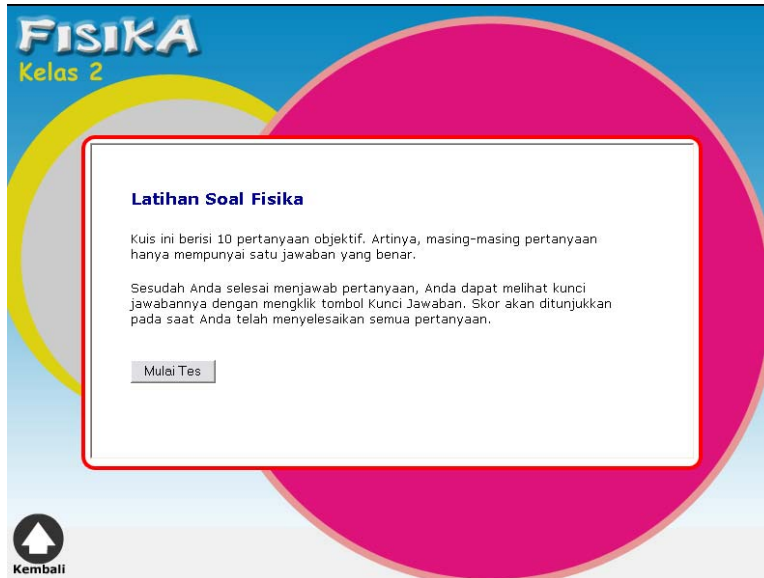 FISIKA
Kelas 2
Latihan Soal Fisika
Kuis ini berisi 10 pertanyaan objektif. Artinya, masing-masing pertanyaan
hanya mempunyai satu jawaban yang benar.
Sesudah Anda selesai menjawab pertanyaan, Anda dapat melihat kunci
jawabannya dengan mengklik tombol Kunci Jawaban. Skor akan ditunjukkan
pada saat Anda telah menyelesaikan semua pertanyaan.
Mulai Tes
Kembali